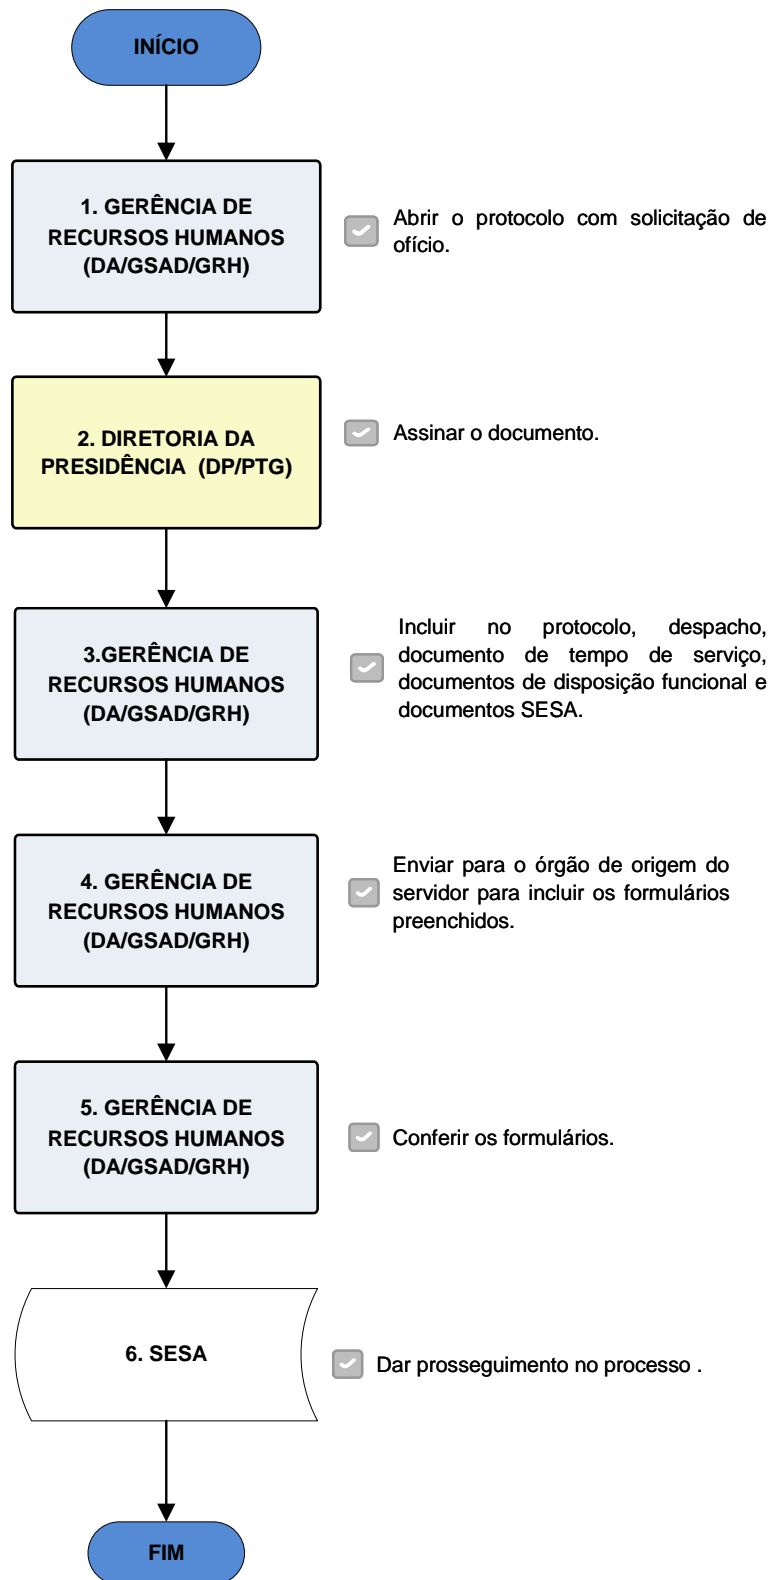 INÍCIO
1. GERÊNCIA DE
RECURSOS HUMANOS
(DA/GSAD/GRH)
Abrir o protocolo com solicitação de
ofício.
2. DIRETORIA DA
PRESIDÊNCIA (DP/PTG)
Assinar o documento.
3.GERÊNCIA DE
RECURSOS HUMANOS
(DA/GSAD/GRH)
Incluir no protocolo, despacho,
documento de tempo de serviço,
documentos de disposição funcional e
documentos SESA.
4. GERÊNCIA DE
RECURSOS HUMANOS
(DA/GSAD/GRH)
Enviar para o órgão de origem do
servidor para incluir os formulários
preenchidos.
5. GERÊNCIA DE
RECURSOS HUMANOS
(DA/GSAD/GRH)
Conferir os formulários.
6. SESA
Dar prosseguimento no processo .
FIM